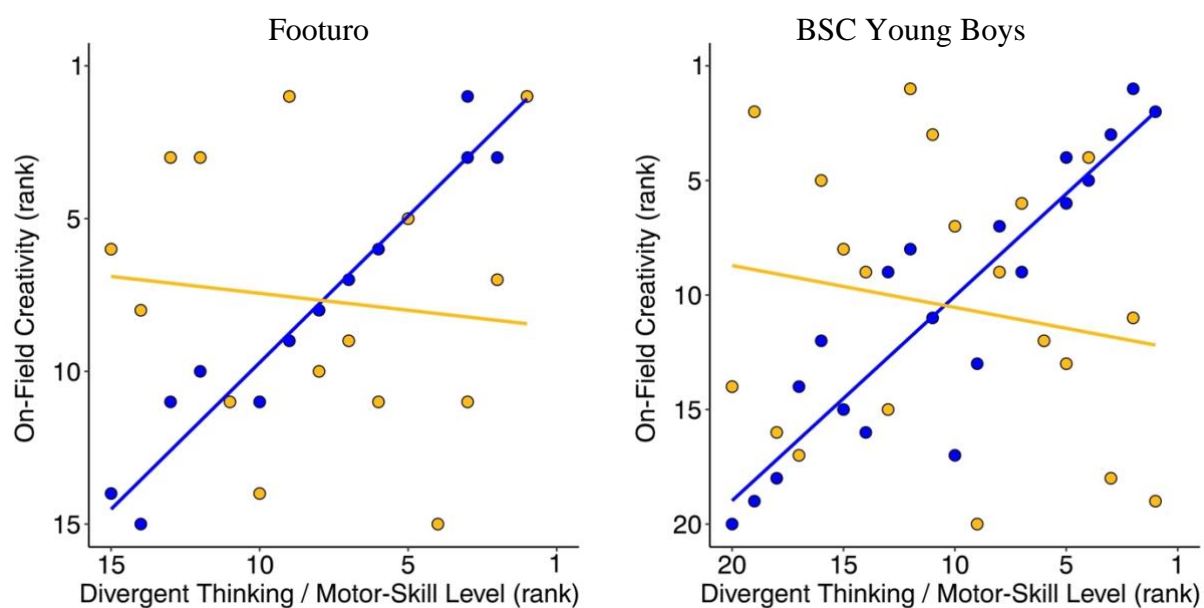 Footuro
On-Field Creativity (rank)
1
5
10
15
15 10 5 1
Divergent Thinking / Motor-Skill Level (rank)
BSC Young Boys
On-Field Creativity (rank)
1
5
10
15
20
20 15 10 5 1
Divergent Thinking / Motor-Skill Level (rank)